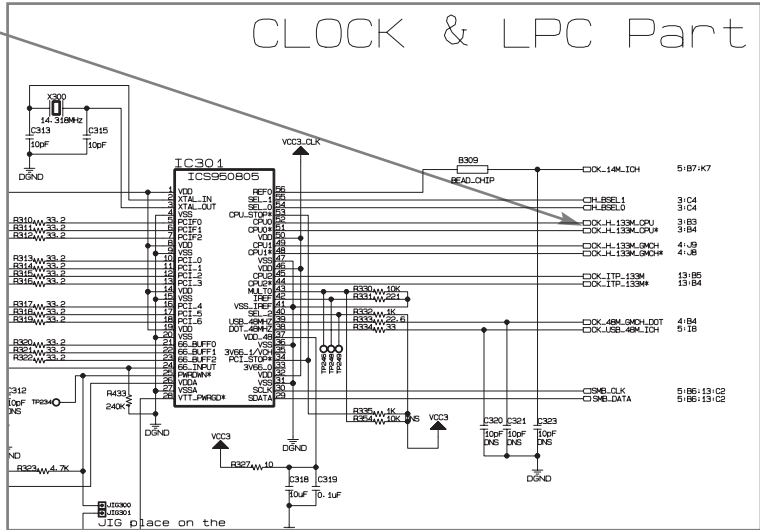 CLOCK & LPC Part
X300
14.318MHz
C313
10pF
C315
10pF
DGND
IC301
ICS950805
VCC3_CLK
B309
BEAD_CHIP
CK_14M_ICH 5:B7:K7
H_BSEL1 3:C4
H_BSEL0 3:C4
CK_H_133M_CPU 3:B3
CK_H_133M_CPU* 3:B4
CK_H_133M_GMCH 4:J9
CK_H_133M_GMCH* 4:J8
CK_ITP_133M 13:B5
CK_ITP_133M* 13:B4
CK_48M_GMCH_DOT 4:B4
CK_USB_48M_ICH 5:I8
SMB_CLK 5:B6:13:C2
SMB_DATA 5:B6:13:C2
1 VDD REF0 56
2 XTAL_IN SEL_1 55
3 XTAL_OUT SEL_0 54
4 VSS CPU_STOP* 53
R310 33.2 5 PCIF0 CPU0 52
R311 33.2 6 PCIF1 CPU0* 51
R312 33.2 7 PCIF2 VDD 50
8 VDD CPU1 49
9 VSS CPU1* 48
R313 33.2 10 PCI_0 VSS 47
R314 33.2 11 PCI_1 VDD 46
R315 33.2 12 PCI_2 CPU2 45
R316 33.2 13 PCI_3 CPU2* 44
14 VDD MULT0 43 R330 10K
15 VSS IREF 42 R331 221
R317 33.2 16 PCI_4 VSS_IREF 41
R318 33.2 17 PCI_5 SEL_2 40 R332 1K
R319 33.2 18 PCI_6 USB_48MHZ 39 R333 22.6
19 VDD DOT_48MHZ 38 R334 33
20 VSS VDD_48 37
R320 33.2 21 66_BUFF0 VSS 36
R321 33.2 22 66_BUFF1 3V66_1/VCH 35
R322 33.2 23 66_BUFF2 PCI_STOP* 34
24 66_INPUT 3V66_0 33
25 PWRDWN* VDD 32
26 VDDA VSS 31
27 VSSA SCLK 30
28 VTT_PWRGD* SDATA 29
TP245
TP248
TP249
C312
10pF
DNS
TP234
R433
240K
DGND
R335 1K
R354 10K DNS
VCC3
DGND
C320
10pF
DNS
C321
10pF
DNS
C323
10pF
DNS
DGND
VCC3
R327 10
C318
10uF
C319
0.1uF
R323 4.7K
JIG300
JIG301
JIG place on the